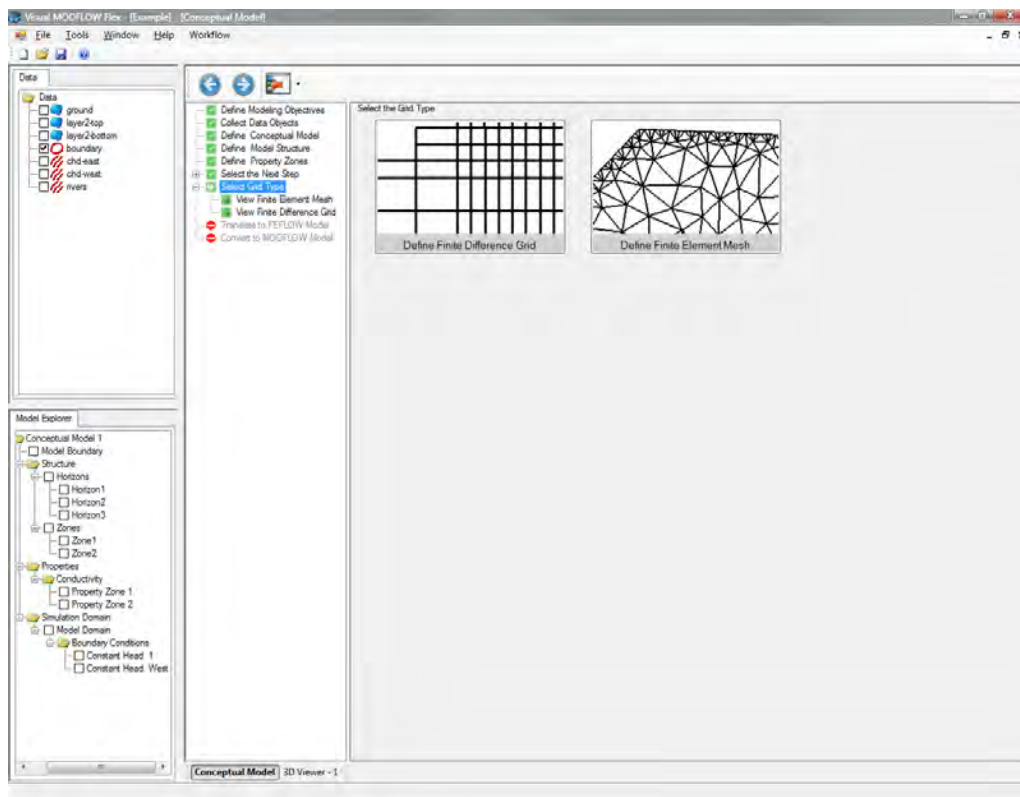 Visual MODFLOW Flex - [Example] - [Conceptual Model]
File Tools Window Help Workflow
Data
Data
ground
layer2-top
layer2-bottom
boundary
chd-east
chd-west
rivers
Define Modeling Objectives
Collect Data Objects
Define Conceptual Model
Define Model Structure
Define Property Zones
Select the Next Step
Select Grid Type
View Finite Element Mesh
View Finite Difference Grid
Translate to FEFLOW Model
Convert to MODFLOW Model
Select the Grid Type
Define Finite Difference Grid
Define Finite Element Mesh
Model Explorer
Conceptual Model 1
Model Boundary
Structure
Horizons
Horizon1
Horizon2
Horizon3
Zones
Zone1
Zone2
Properties
Conductivity
Property Zone 1
Property Zone 2
Simulation Domain
Model Domain
Boundary Conditions
Constant Head 1
Constant Head West
Conceptual Model 3D Viewer - 1